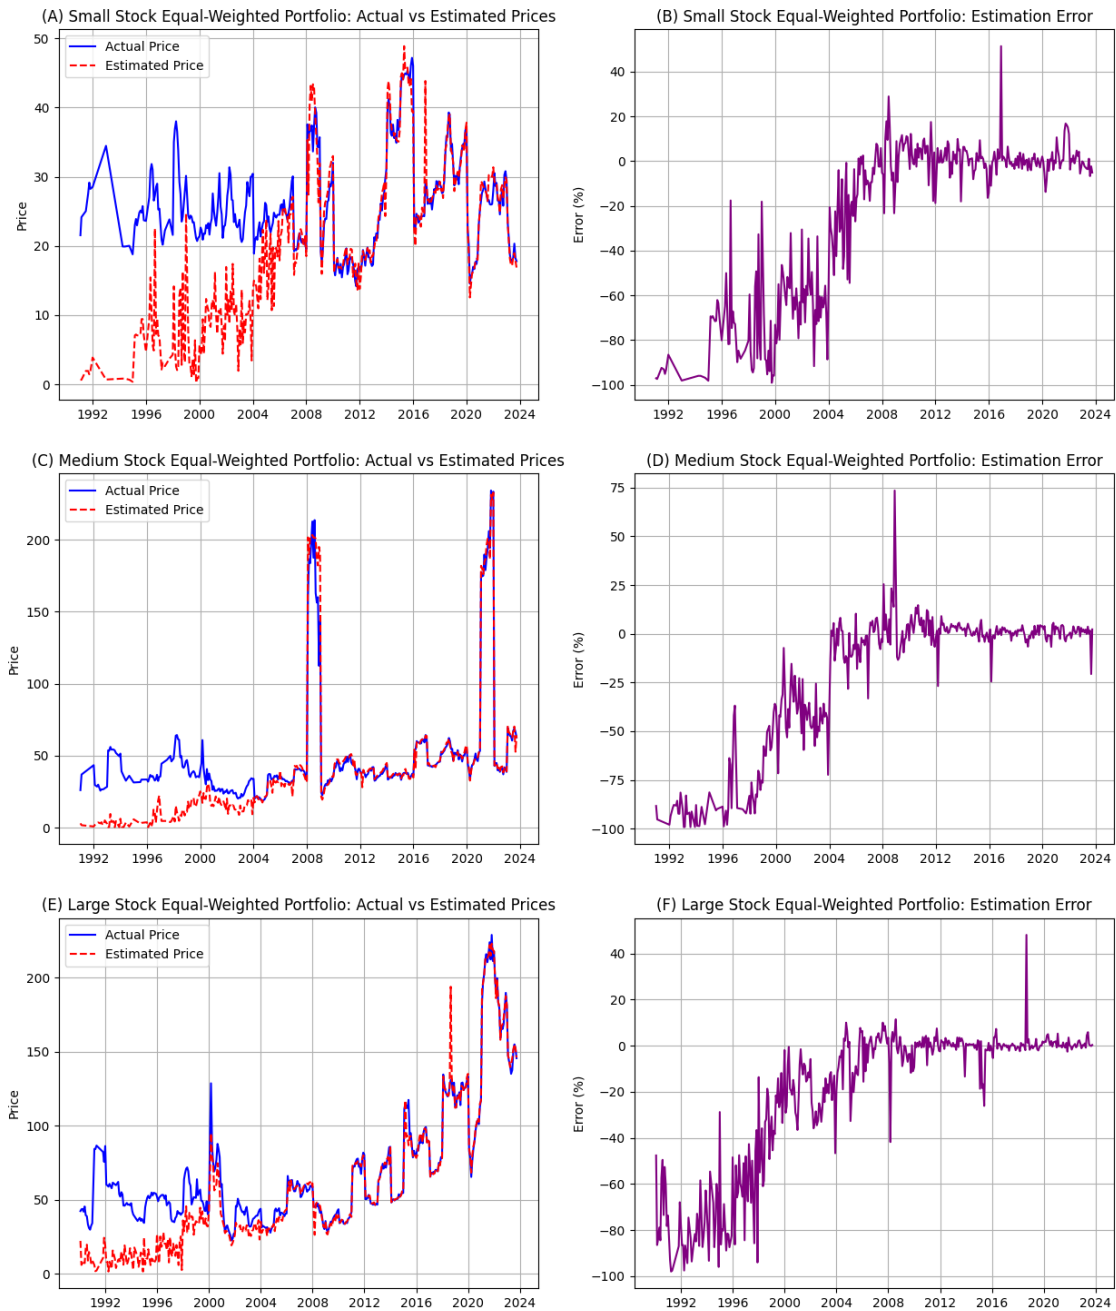 (A) Small Stock Equal-Weighted Portfolio: Actual vs Estimated Prices
Actual Price
Estimated Price
Price
50
40
30
20
10
0
1992 1996 2000 2004 2008 2012 2016 2020 2024
(B) Small Stock Equal-Weighted Portfolio: Estimation Error
Error (%)
40
20
0
−20
−40
−60
−80
−100
1992 1996 2000 2004 2008 2012 2016 2020 2024
(C) Medium Stock Equal-Weighted Portfolio: Actual vs Estimated Prices
Actual Price
Estimated Price
Price
200
150
100
50
0
1992 1996 2000 2004 2008 2012 2016 2020 2024
(D) Medium Stock Equal-Weighted Portfolio: Estimation Error
Error (%)
75
50
25
0
−25
−50
−75
−100
1992 1996 2000 2004 2008 2012 2016 2020 2024
(E) Large Stock Equal-Weighted Portfolio: Actual vs Estimated Prices
Actual Price
Estimated Price
Price
200
150
100
50
0
1992 1996 2000 2004 2008 2012 2016 2020 2024
(F) Large Stock Equal-Weighted Portfolio: Estimation Error
Error (%)
40
20
0
−20
−40
−60
−80
−100
1992 1996 2000 2004 2008 2012 2016 2020 2024